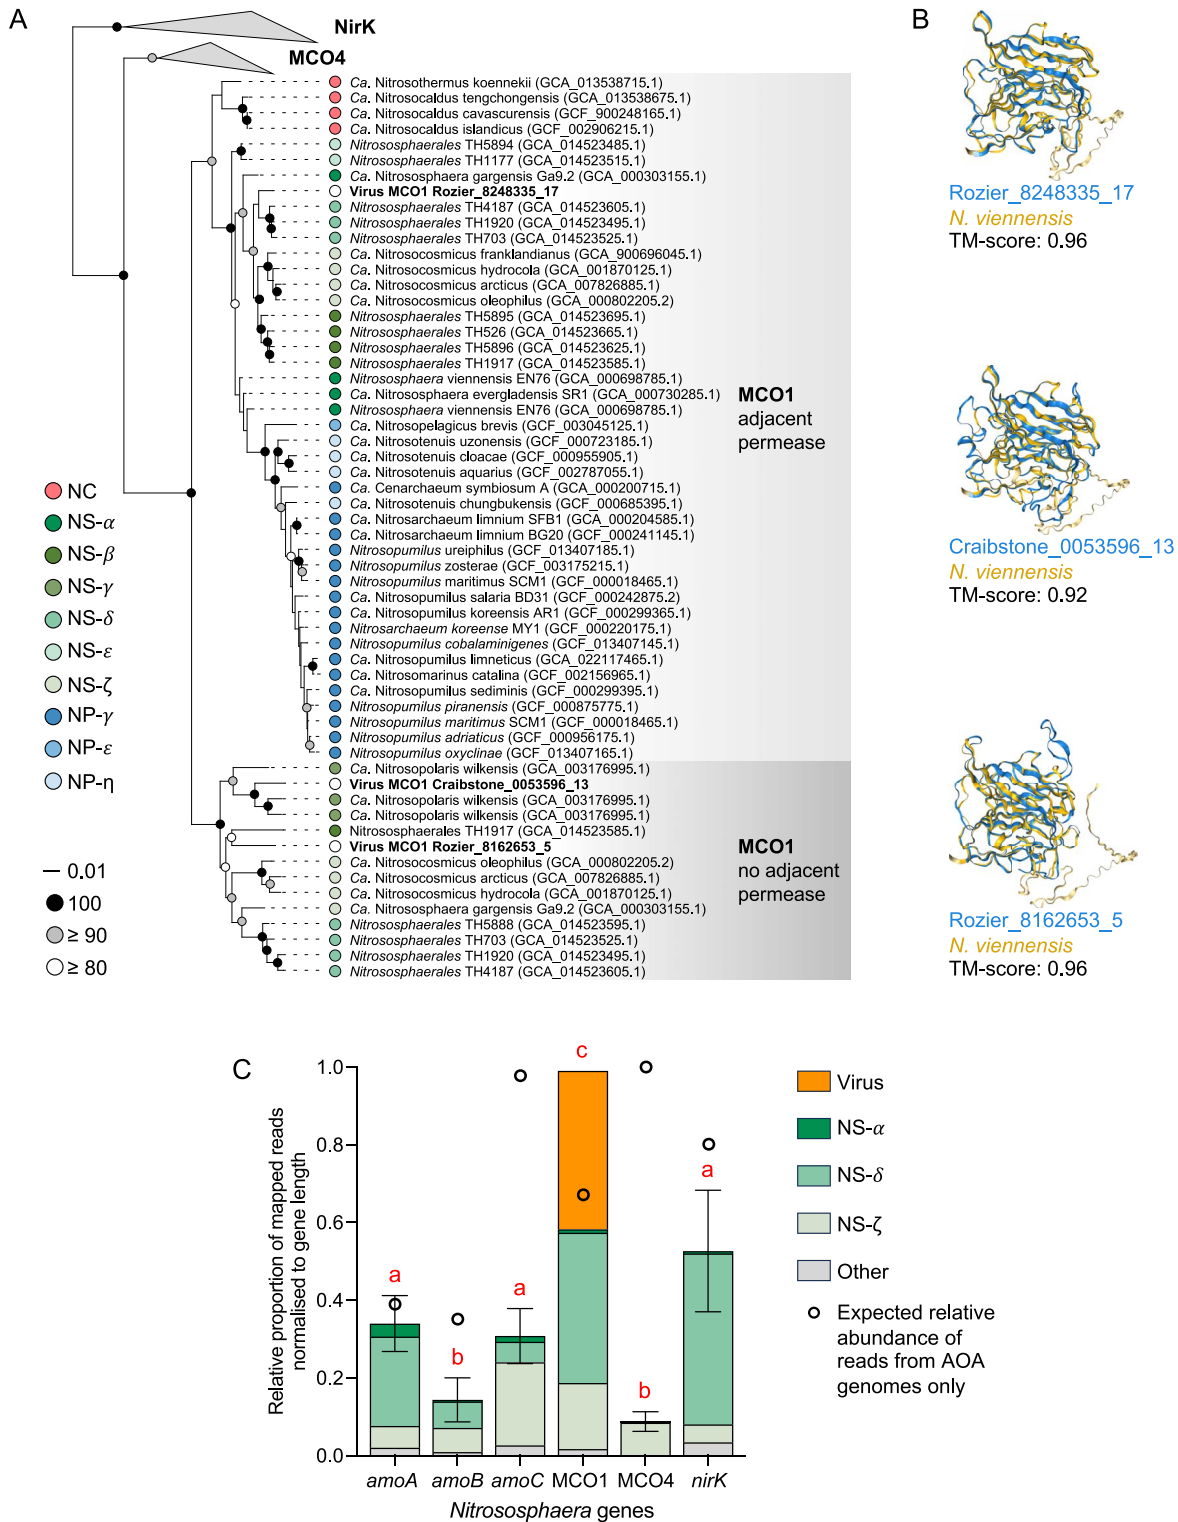 A
NirK
MCO4
Ca. Nitrosothermus koennekii (GCA_013538715.1)
Ca. Nitrosocaldus tengchongensis (GCA_013538675.1)
Ca. Nitrosocaldus cavascurensis (GCF_900248165.1)
Ca. Nitrosocaldus islandicus (GCF_002906215.1)
Nitrososphaerales TH5894 (GCA_014523485.1)
Nitrososphaerales TH1177 (GCA_014523515.1)
Ca. Nitrososphaera gargensis Ga9.2 (GCA_000303155.1)
Virus MCO1 Rozier_8248335_17
Nitrososphaerales TH4187 (GCA_014523605.1)
Nitrososphaerales TH1920 (GCA_014523495.1)
Nitrososphaerales TH703 (GCA_014523525.1)
Ca. Nitrosocosmicus franklandianus (GCA_900696045.1)
Ca. Nitrosocosmicus hydrocola (GCA_001870125.1)
Ca. Nitrosocosmicus arcticus (GCA_007826885.1)
Ca. Nitrosocosmicus oleophilus (GCA_000802205.2)
Nitrososphaerales TH5895 (GCA_014523695.1)
Nitrososphaerales TH526 (GCA_014523665.1)
Nitrososphaerales TH5896 (GCA_014523625.1)
Nitrososphaerales TH1917 (GCA_014523585.1)
Nitrososphaera viennensis EN76 (GCA_000698785.1)
Ca. Nitrososphaera evergladensis SR1 (GCA_000730285.1)
Nitrososphaera viennensis EN76 (GCA_000698785.1)
Ca. Nitrosopelagicus brevis (GCF_003045125.1)
Ca. Nitrosotenuis uzonensis (GCF_000723185.1)
Ca. Nitrosotenuis cloacae (GCF_000955905.1)
Ca. Nitrosotenuis aquarius (GCF_002787055.1)
Ca. Cenarchaeum symbiosum A (GCA_000200715.1)
Ca. Nitrosotenuis chungbukensis (GCF_000685395.1)
Ca. Nitrosarchaeum limnium SFB1 (GCA_000204585.1)
Ca. Nitrosarchaeum limnium BG20 (GCA_000241145.1)
Nitrosopumilus ureiphilus (GCF_013407185.1)
Nitrosopumilus zosterae (GCF_003175215.1)
Nitrosopumilus maritimus SCM1 (GCF_000018465.1)
Ca. Nitrosopumilus salaria BD31 (GCF_000242875.2)
Ca. Nitrosopumilus koreensis AR1 (GCF_000299365.1)
Nitrosarchaeum koreense MY1 (GCF_000220175.1)
Nitrosopumilus cobalaminigenes (GCF_013407145.1)
Ca. Nitrosopumilus limneticus (GCA_022117465.1)
Ca. Nitrosomarinus catalina (GCF_002156965.1)
Ca. Nitrosopumilus sediminis (GCF_000299395.1)
Nitrosopumilus piranensis (GCF_000875775.1)
Nitrosopumilus maritimus SCM1 (GCF_000018465.1)
Nitrosopumilus adriaticus (GCF_000956175.1)
Nitrosopumilus oxyclinae (GCF_013407165.1)
Ca. Nitrosopolaris wilkensis (GCA_003176995.1)
Virus MCO1 Craibstone_0053596_13
Ca. Nitrosopolaris wilkensis (GCA_003176995.1)
Ca. Nitrosopolaris wilkensis (GCA_003176995.1)
Nitrososphaerales TH1917 (GCA_014523585.1)
Virus MCO1 Rozier_8162653_5
Ca. Nitrosocosmicus oleophilus (GCA_000802205.2)
Ca. Nitrosocosmicus arcticus (GCA_007826885.1)
Ca. Nitrosocosmicus hydrocola (GCA_001870125.1)
Ca. Nitrososphaera gargensis Ga9.2 (GCA_000303155.1)
Nitrososphaerales TH5888 (GCA_014523595.1)
Nitrososphaerales TH703 (GCA_014523525.1)
Nitrososphaerales TH1920 (GCA_014523495.1)
Nitrososphaerales TH4187 (GCA_014523605.1)
MCO1
adjacent
permease
MCO1
no adjacent
permease
NC
NS-α
NS-β
NS-γ
NS-δ
NS-ε
NS-ζ
NP-γ
NP-ε
NP-η
0.01
100
≥ 90
≥ 80
B
Rozier_8248335_17
N. viennensis
TM-score: 0.96
Craibstone_0053596_13
N. viennensis
TM-score: 0.92
Rozier_8162653_5
N. viennensis
TM-score: 0.96
C
Relative proportion of mapped reads
normalised to gene length
1.0
0.8
0.6
0.4
0.2
0.0
a
b
a
c
b
a
amoA
amoB
amoC
MCO1
MCO4
nirK
Nitrososphaera genes
Virus
NS-α
NS-δ
NS-ζ
Other
Expected relative
abundance of
reads from AOA
genomes only